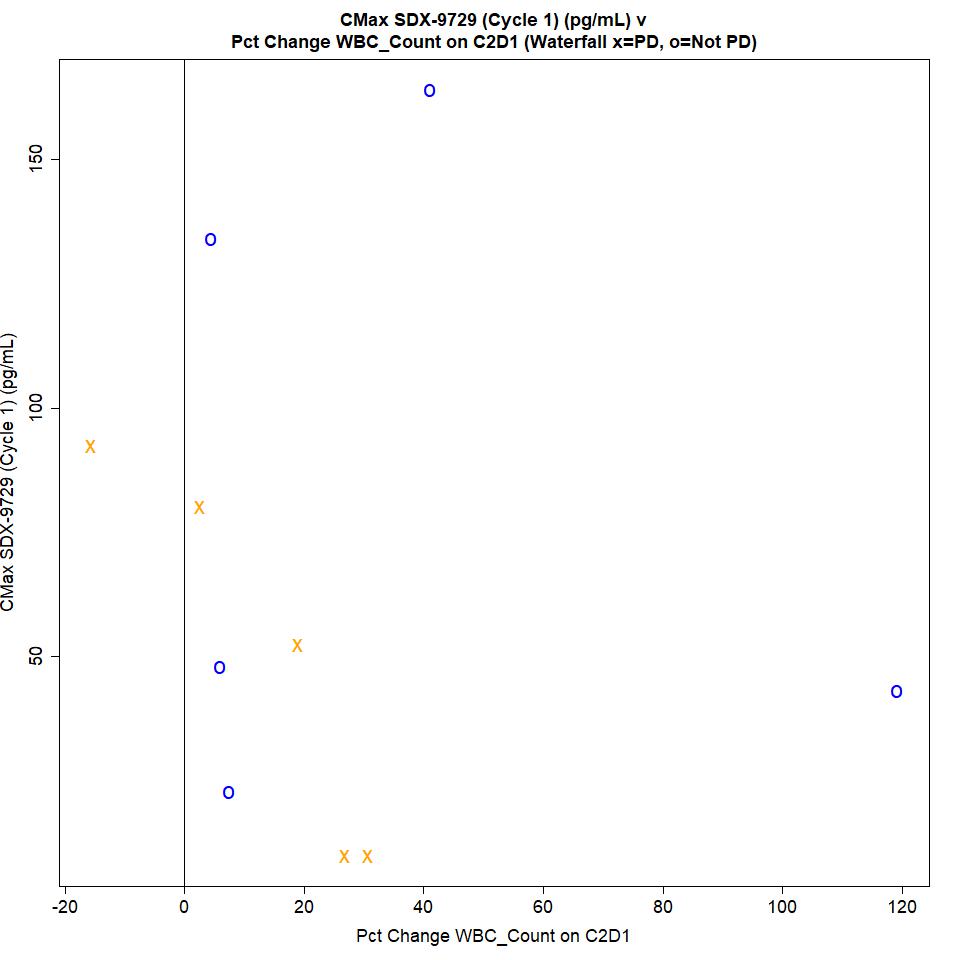 CMax SDX-9729 (Cycle 1) (pg/mL) v
Pct Change WBC_Count on C2D1 (Waterfall x=PD, o=Not PD)
CMax SDX-9729 (Cycle 1) (pg/mL)
150
100
50
O
O
X
X
X
O
O
O
X X
-20 0 20 40 60 80 100 120
Pct Change WBC_Count on C2D1